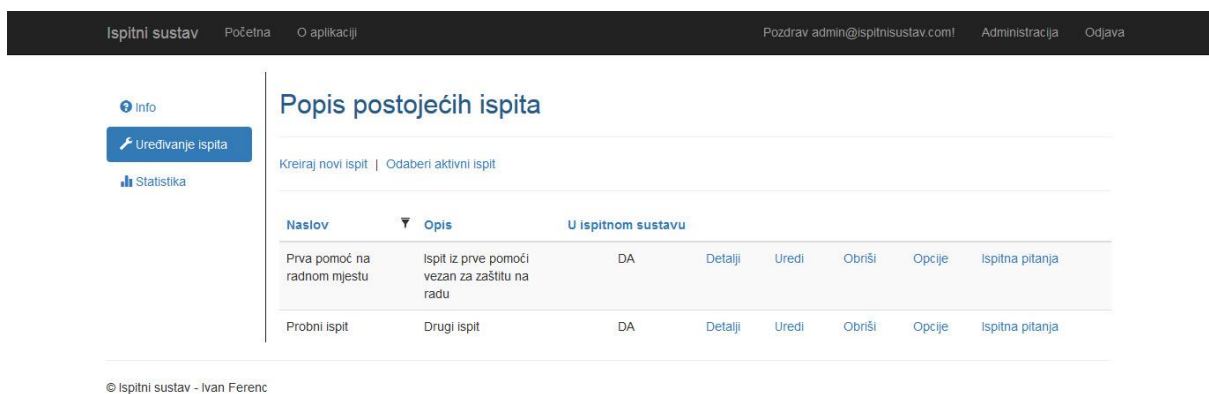 Ispitni sustav Početna O aplikaciji Pozdrav admin@ispitnisustav.com! Administracija Odjava
Info
Uređivanje ispita
Statistika
Popis postojećih ispita
Kreiraj novi ispit | Odaberi aktivni ispit
Naslov Opis U ispitnom sustavu
Prva pomoć na radnom mjestu Ispit iz prve pomoći vezan za zaštitu na radu DA Detalji Uredi Obriši Opcije Ispitna pitanja
Probni ispit Drugi ispit DA Detalji Uredi Obriši Opcije Ispitna pitanja
© Ispitni sustav - Ivan Ferenc